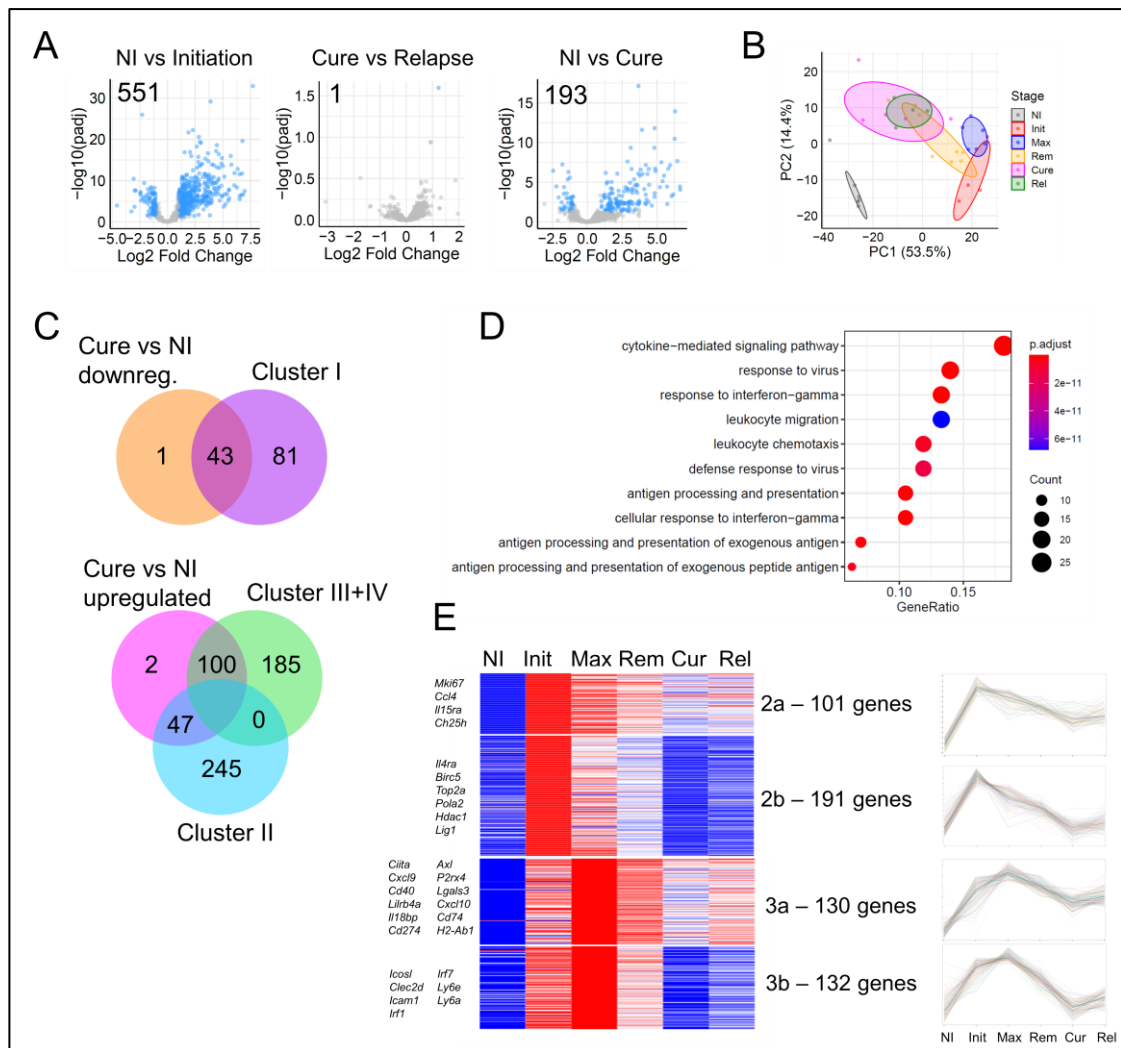 A
NI vs Initiation
551
30
20
10
0
-log10(padj)
−5.0 −2.5 0.0 2.5 5.0 7.5
Log2 Fold Change
Cure vs Relapse
1
1.5
1.0
0.5
0.0
-log10(padj)
−3 −2 −1 0 1 2
Log2 Fold Change
NI vs Cure
193
15
10
5
0
-log10(padj)
−2.5 0.0 2.5 5.0
Log2 Fold Change
B
20
10
0
−10
−20
PC2 (14.4%)
−40 −20 0 20
PC1 (53.5%)
Stage
NI
Init
Max
Rem
Cure
Rel
C
Cure vs NI
downreg.
Cluster I
1 43 81
Cure vs NI
upregulated
Cluster III+IV
2 100 185
47 0
245
Cluster II
D
cytokine−mediated signaling pathway
response to virus
response to interferon−gamma
leukocyte migration
leukocyte chemotaxis
defense response to virus
antigen processing and presentation
cellular response to interferon−gamma
antigen processing and presentation of exogenous antigen
antigen processing and presentation of exogenous peptide antigen
0.10 0.15
GeneRatio
p.adjust
2e−11
4e−11
6e−11
Count
10
15
20
25
E
NI Init Max Rem Cur Rel
Mki67
Ccl4
Il15ra
Ch25h
2a – 101 genes
Il4ra
Birc5
Top2a
Pola2
Hdac1
Lig1
2b – 191 genes
Ciita Axl
Cxcl9 P2rx4
Cd40 Lgals3
Lilrb4a Cxcl10
Il18bp Cd74
Cd274 H2-Ab1
3a – 130 genes
Icosl Irf7
Clec2d Ly6e
Icam1 Ly6a
Irf1
3b – 132 genes
NI Init Max Rem Cur Rel